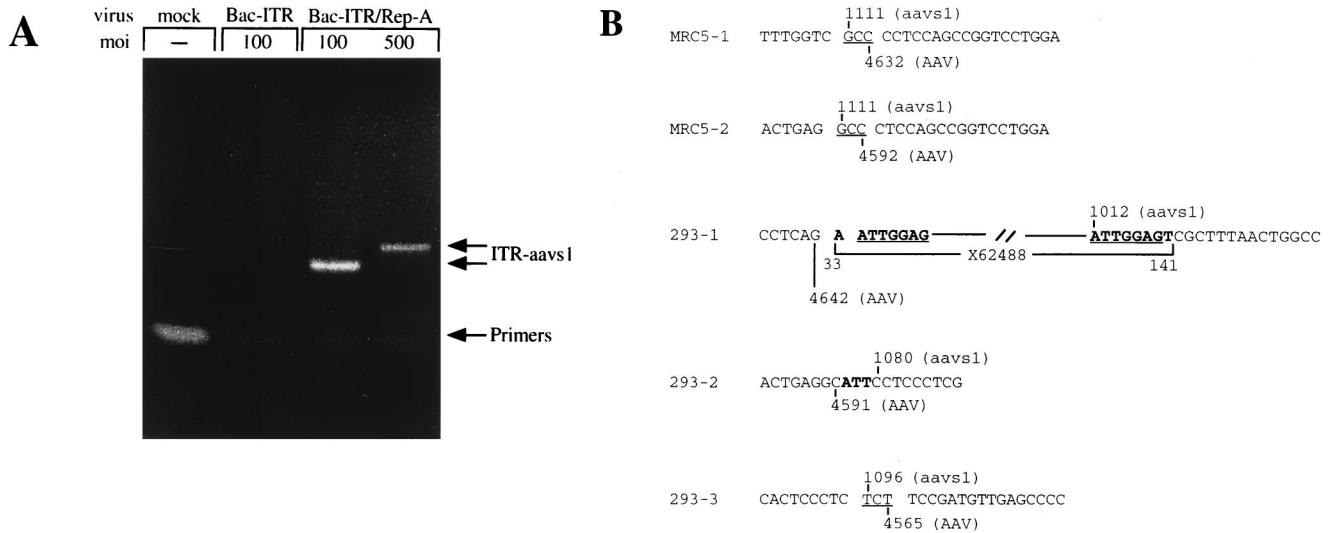 A
virus mock Bac-ITR Bac-ITR/Rep-A
moi – 100 100 500
ITR-aavs1
Primers
B
1111 (aavs1)
MRC5-1 TTTGGTC GCC CCTCCAGCCGGTCCTGGA
4632 (AAV)
1111 (aavs1)
MRC5-2 ACTGAG GCC CTCCAGCCGGTCCTGGA
4592 (AAV)
1012 (aavs1)
293-1 CCTCAG A ATTGGAG // ATTGGAGTCGCTTTAACTGGCC
33 X62488 141
4642 (AAV)
1080 (aavs1)
293-2 ACTGAGGCATTCCTCCCTCG
4591 (AAV)
1096 (aavs1)
293-3 CACTCCCTC TCT TCCGATGTTGAGCCCC
4565 (AAV)